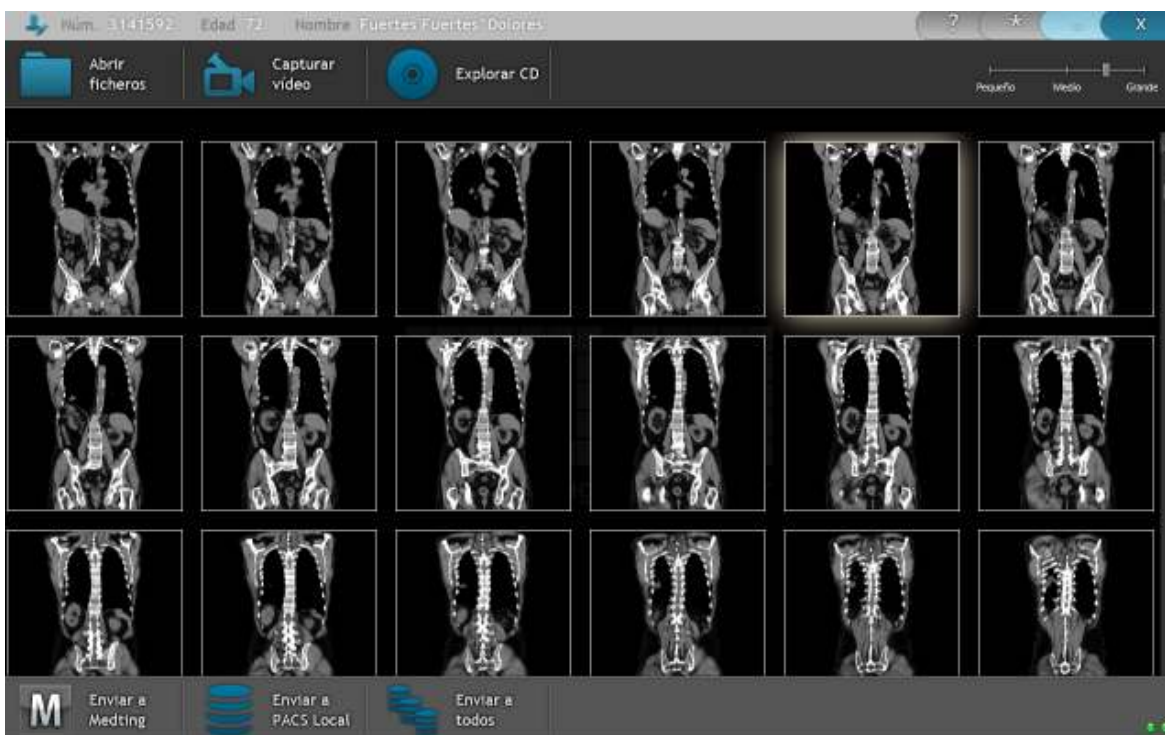 Núm. 3141592 Edad 72 Nombre Fuertes Fuertes, Dolores
? * X
Abrir
ficheros
Capturar
vídeo
Explorar CD
Pequeño Medio Grande
M
Enviar a
Medting
Enviar a
PACS Local
Enviar a
todos